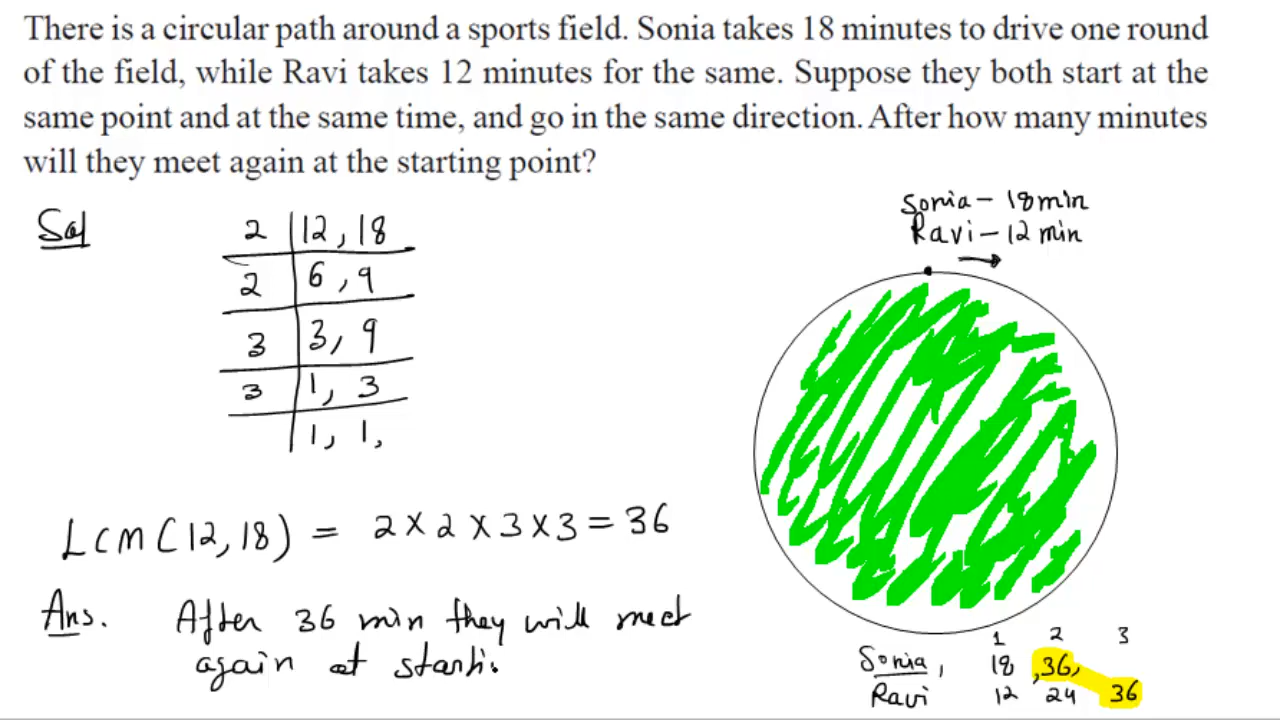 There is a circular path around a sports field. Sonia takes 18 minutes to drive one round
of the field, while Ravi takes 12 minutes for the same. Suppose they both start at the
same point and at the same time, and go in the same direction. After how many minutes
will they meet again at the starting point?
Sol
2 | 12, 18
2 | 6, 9
3 | 3, 9
3 | 1, 3
| 1, 1,
LCM (12, 18) = 2 × 2 × 3 × 3 = 36
Ans. After 36 min they will meet
again at starti.
Sonia - 18 min
Ravi - 12 min
1 2 3
Sonia, 18, 36,
Ravi 12 24 36